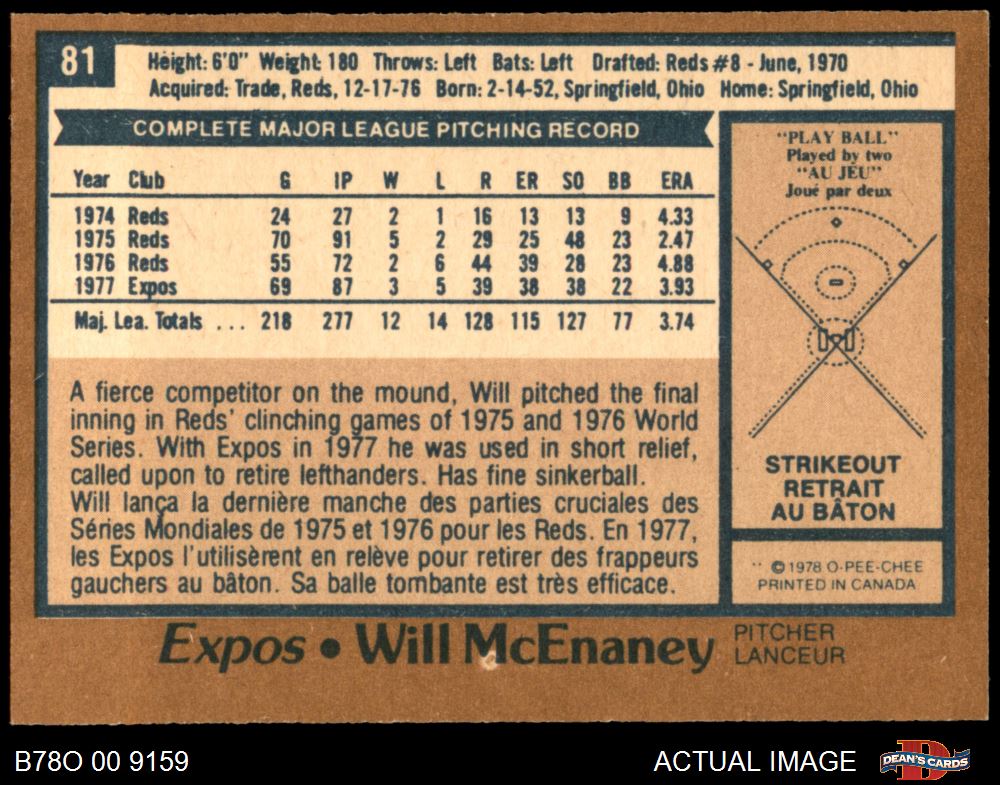 81
Height: 6'0" Weight: 180 Throws: Left Bats: Left Drafted: Reds #8 - June, 1970
Acquired: Trade, Reds, 12-17-76 Born: 2-14-52, Springfield, Ohio Home: Springfield, Ohio
COMPLETE MAJOR LEAGUE PITCHING RECORD
Year Club G IP W L R ER SO BB ERA
1974 Reds 24 27 2 1 16 13 13 9 4.33
1975 Reds 70 91 5 2 29 25 48 23 2.47
1976 Reds 55 72 2 6 44 39 28 23 4.88
1977 Expos 69 87 3 5 39 38 38 22 3.93
Maj. Lea. Totals ... 218 277 12 14 128 115 127 77 3.74
A fierce competitor on the mound, Will pitched the final
inning in Reds' clinching games of 1975 and 1976 World
Series. With Expos in 1977 he was used in short relief,
called upon to retire lefthanders. Has fine sinkerball.
Will lança la dernière manche des parties cruciales des
Séries Mondiales de 1975 et 1976 pour les Reds. En 1977,
les Expos l'utilisèrent en relève pour retirer des frappeurs
gauchers au bâton. Sa balle tombante est très efficace.
"PLAY BALL"
Played by two
"AU JEU"
Joué par deux
STRIKEOUT
RETRAIT
AU BÂTON
** © 1978 O-PEE-CHEE
PRINTED IN CANADA
Expos • Will McEnaney
PITCHER
LANCEUR
B78O 00 9159
ACTUAL IMAGE
D
DEAN'S CARDS